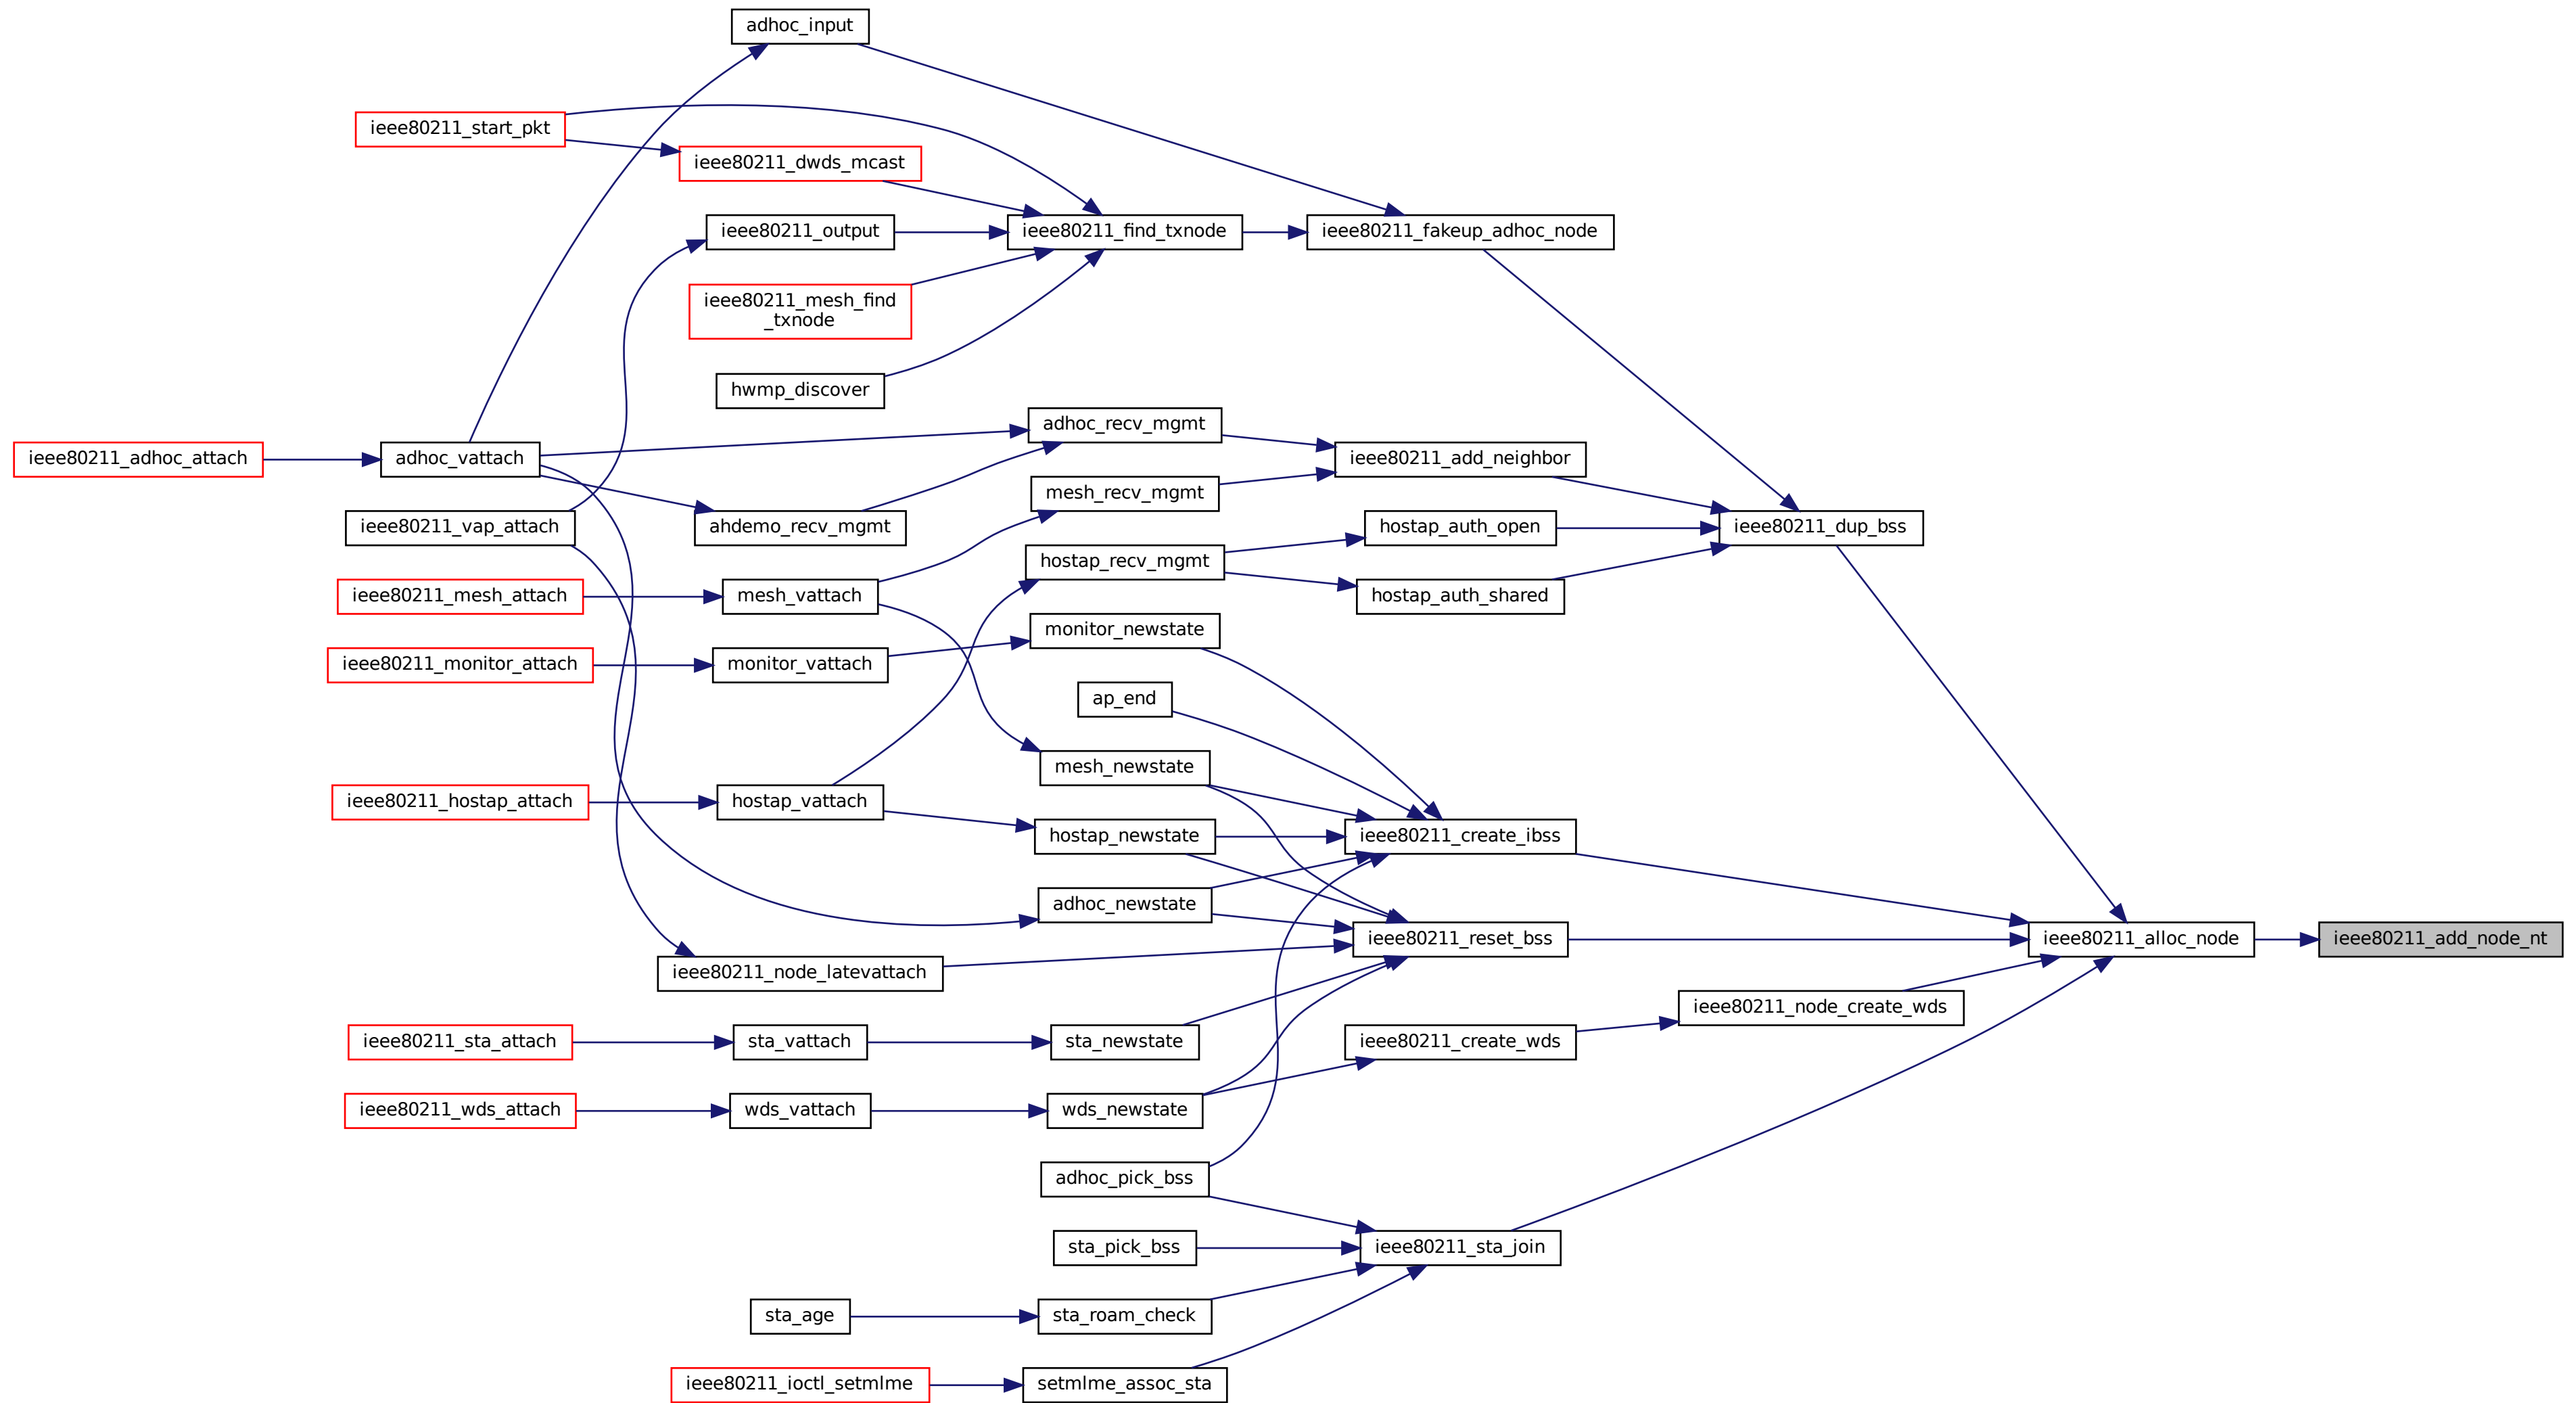 adhoc_input
ieee80211_start_pkt
ieee80211_dwds_mcast
ieee80211_output
ieee80211_find_txnode
ieee80211_fakeup_adhoc_node
ieee80211_mesh_find
_txnode
hwmp_discover
adhoc_recv_mgmt
ieee80211_adhoc_attach
adhoc_vattach
ieee80211_add_neighbor
mesh_recv_mgmt
ieee80211_vap_attach
ahdemo_recv_mgmt
hostap_auth_open
ieee80211_dup_bss
hostap_recv_mgmt
ieee80211_mesh_attach
mesh_vattach
hostap_auth_shared
monitor_newstate
ieee80211_monitor_attach
monitor_vattach
ap_end
mesh_newstate
ieee80211_hostap_attach
hostap_vattach
hostap_newstate
ieee80211_create_ibss
adhoc_newstate
ieee80211_reset_bss
ieee80211_alloc_node
ieee80211_add_node_nt
ieee80211_node_latevattach
ieee80211_node_create_wds
ieee80211_sta_attach
sta_vattach
sta_newstate
ieee80211_create_wds
ieee80211_wds_attach
wds_vattach
wds_newstate
adhoc_pick_bss
sta_pick_bss
ieee80211_sta_join
sta_age
sta_roam_check
ieee80211_ioctl_setmlme
setmlme_assoc_sta